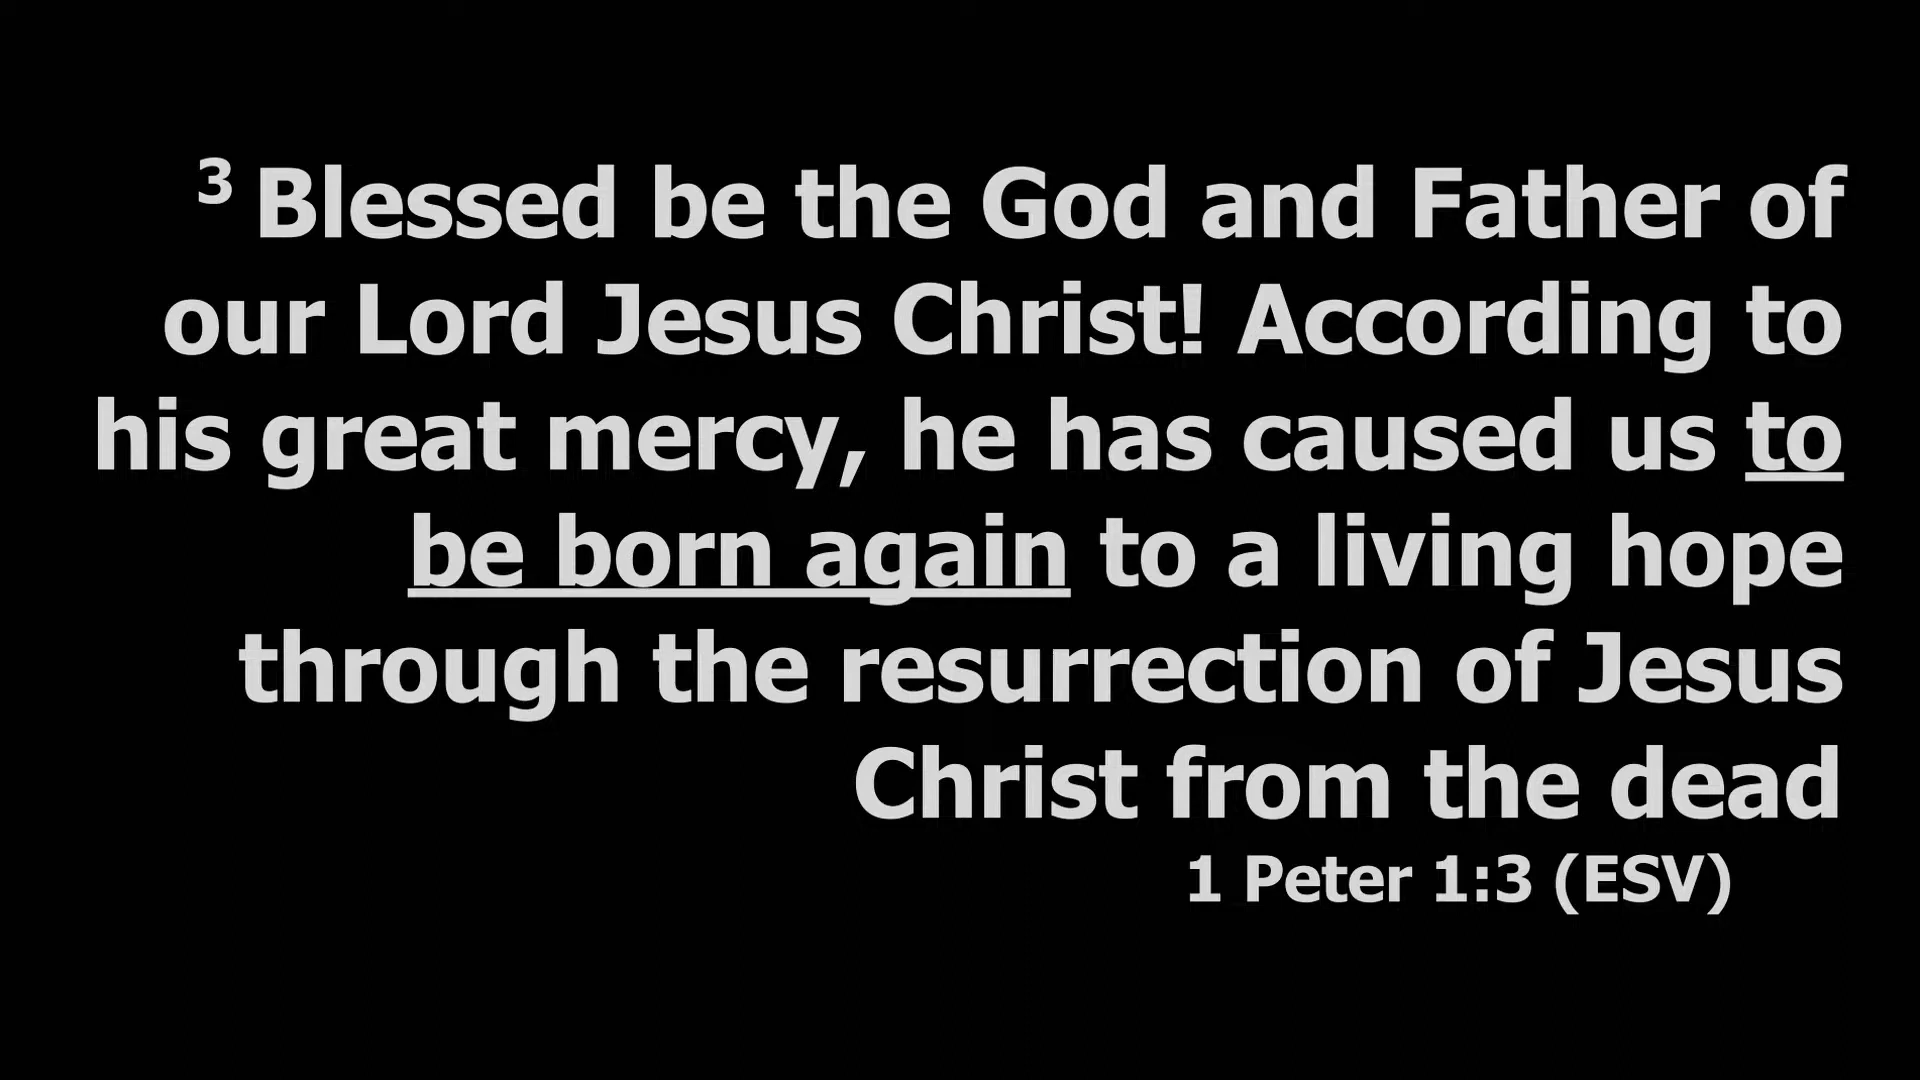 ³ Blessed be the God and Father of
our Lord Jesus Christ! According to
his great mercy, he has caused us to
be born again to a living hope
through the resurrection of Jesus
Christ from the dead
1 Peter 1:3 (ESV)